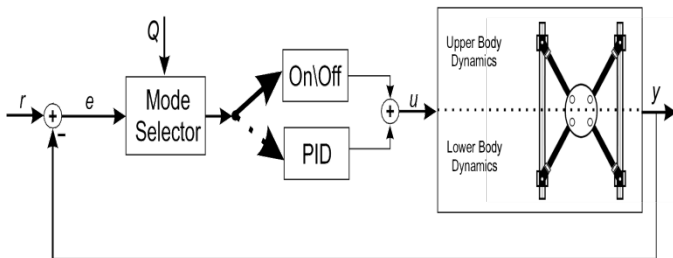 Q
r
+
−
e
Mode
Selector
On\Off
PID
+
u
Upper Body
Dynamics
Lower Body
Dynamics
y